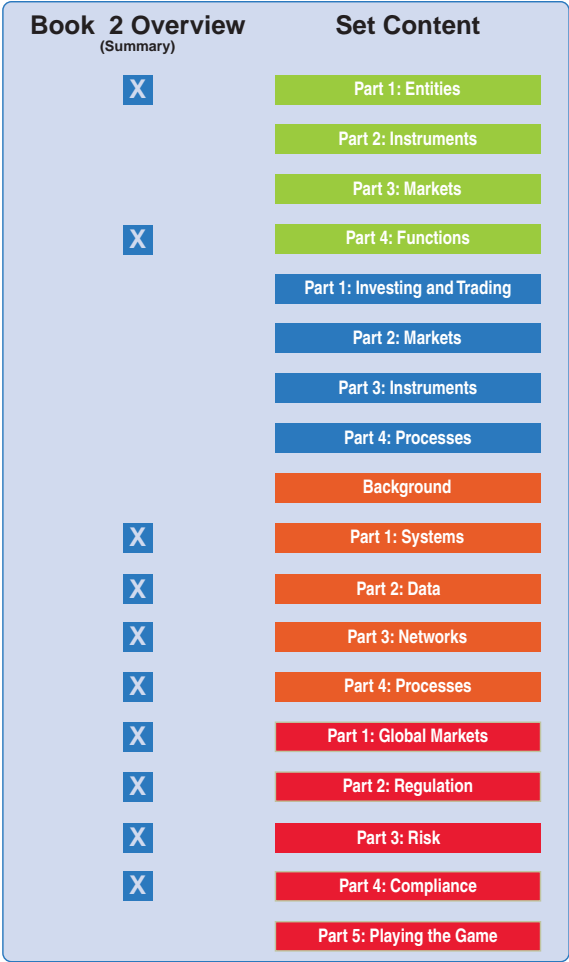 Book 2 Overview Set Content
(Summary)
X Part 1: Entities
Part 2: Instruments
Part 3: Markets
X Part 4: Functions
Part 1: Investing and Trading
Part 2: Markets
Part 3: Instruments
Part 4: Processes
Background
X Part 1: Systems
X Part 2: Data
X Part 3: Networks
X Part 4: Processes
X Part 1: Global Markets
X Part 2: Regulation
X Part 3: Risk
X Part 4: Compliance
Part 5: Playing the Game